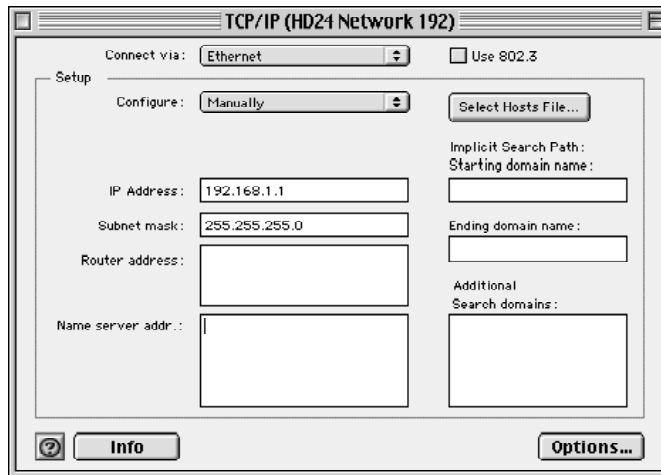 TCP/IP (HD24 Network 192)
Connect via: Ethernet
Use 802.3
Setup
Configure: Manually
Select Hosts File...
Implicit Search Path:
Starting domain name:
IP Address: 192.168.1.1
Subnet mask: 255.255.255.0
Ending domain name:
Router address:
Additional
Search domains:
Name server addr.:
? Info
Options...